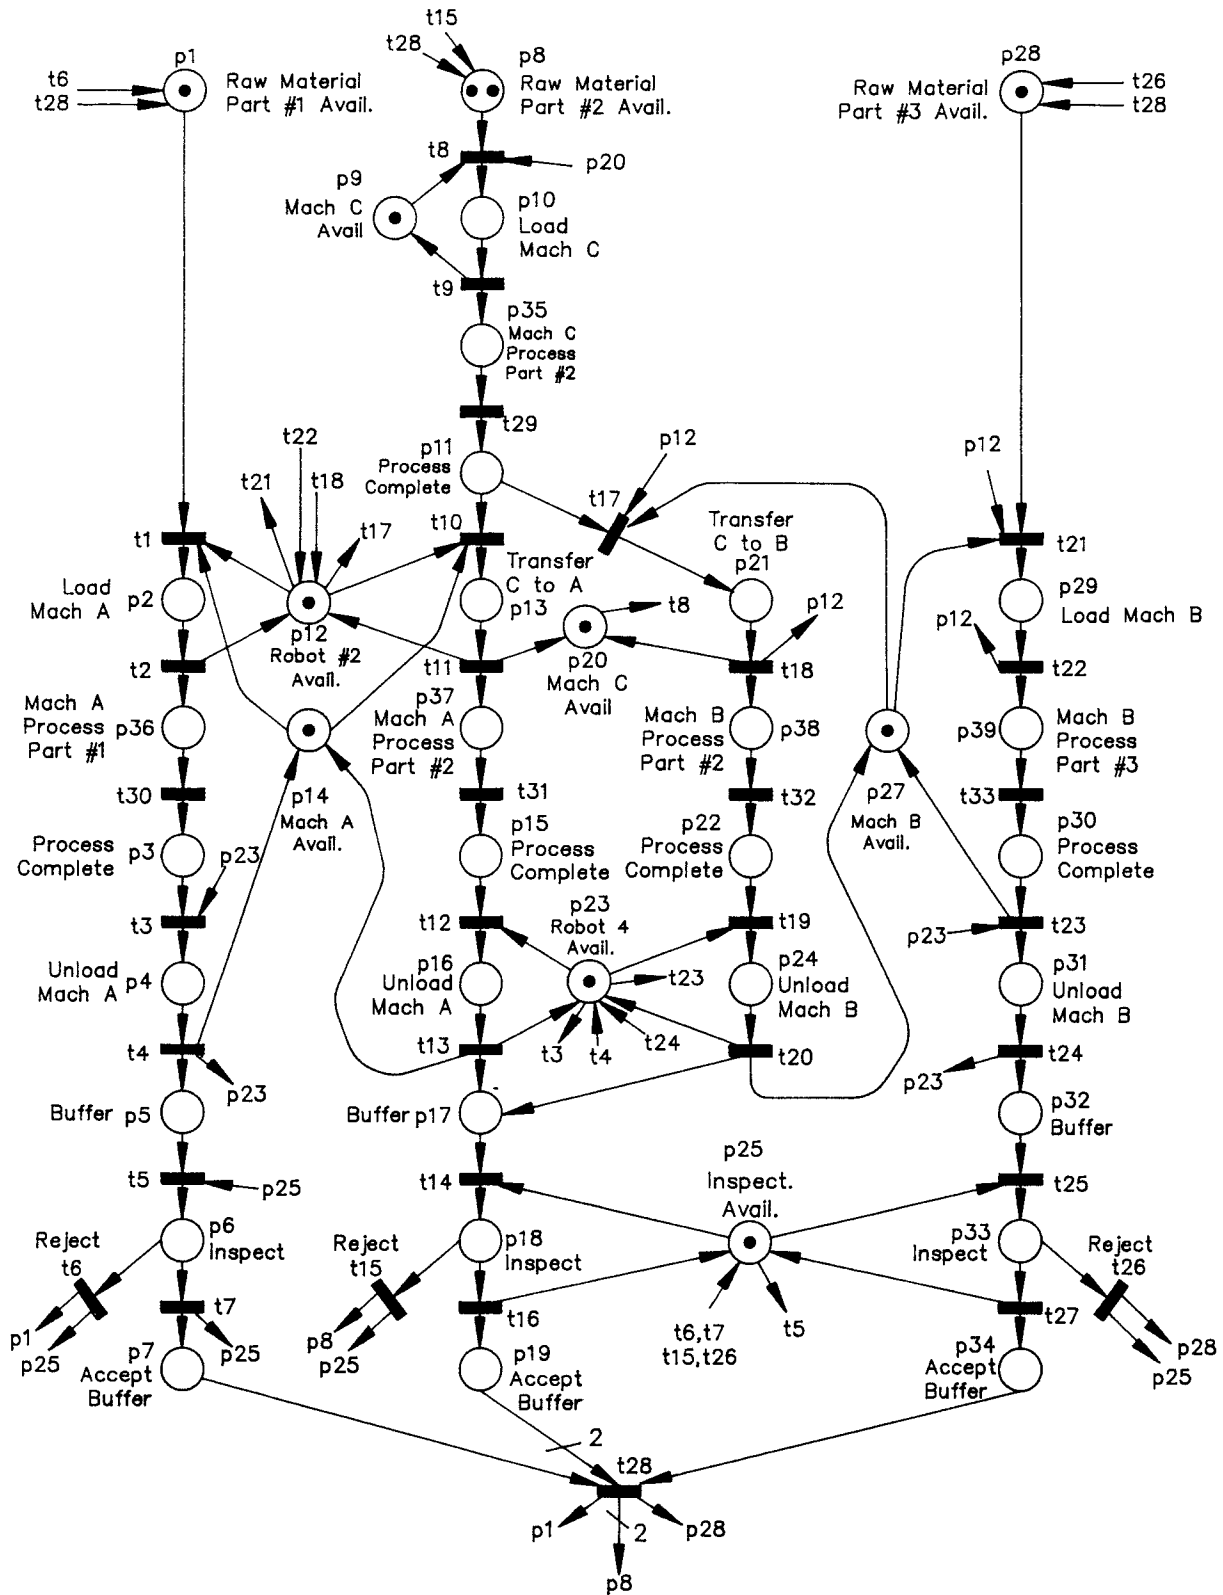 t15
t28
p1
p8
p28
t6
t28
Raw Material
Part #1 Avail.
Raw Material
Part #2 Avail.
Raw Material
Part #3 Avail.
t26
t28
t8
p20
p9
Mach C
Avail
p10
Load
Mach C
t9
p35
Mach C
Process
Part #2
t29
t22
t21
t18
t17
p11
Process
Complete
p12
t17
p12
t1
t10
Transfer
C to B
p21
t21
Load
Mach A
p2
p12
Robot #2
Avail.
Transfer
C to A
p13
t8
p20
Mach C
Avail
p12
p29
Load Mach B
p12
t2
t11
t18
t22
Mach A
Process
Part #1
p36
p37
Mach A
Process
Part #2
Mach B
Process
Part #2
p38
p39
Mach B
Process
Part #3
p14
Mach A
Avail.
p27
Mach B
Avail.
t30
t31
t32
t33
Process
Complete
p3
p23
p15
Process
Complete
p22
Process
Complete
p30
Process
Complete
t3
t12
p23
Robot 4
Avail.
t19
p23
t23
Unload
Mach A
p4
p16
Unload
Mach A
t23
p24
Unload
Mach B
p31
Unload
Mach B
t4
p23
t13
t3
t4
t24
t20
t24
p23
Buffer
p5
Buffer
p17
p32
Buffer
t5
p25
t14
p25
Inspect.
Avail.
t25
Reject
t6
p6
Inspect
Reject
t15
p18
Inspect
p33
Inspect
Reject
t26
p1
p25
t7
p25
p8
p25
t16
t6,t7
t15,t26
t5
t27
p28
p25
p7
Accept
Buffer
p19
Accept
Buffer
p34
Accept
Buffer
2
t28
p1
2
p28
p8